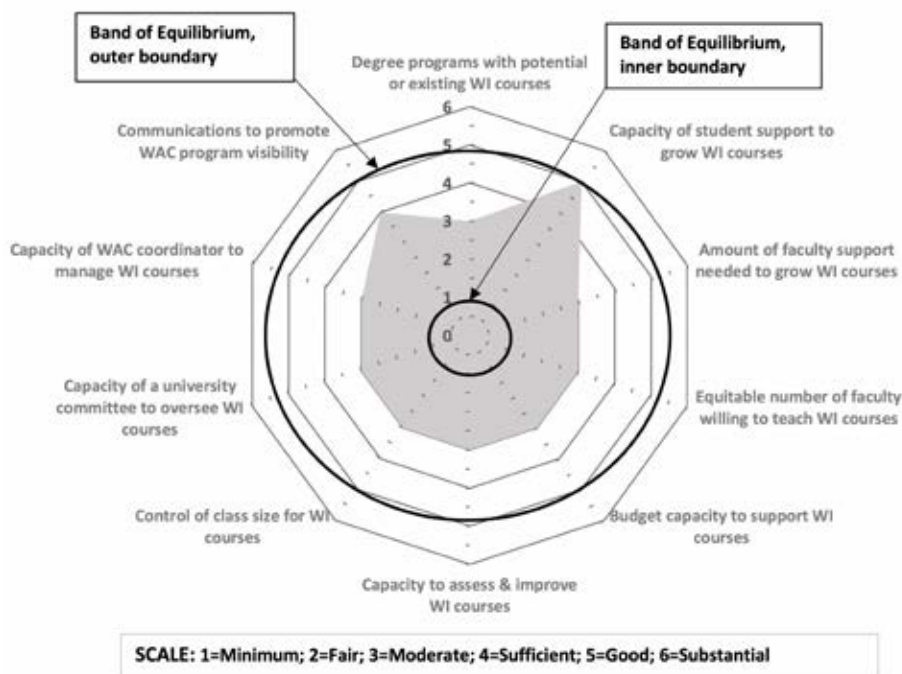 Band of Equilibrium,
outer boundary
Band of Equilibrium,
inner boundary
Degree programs with potential
or existing WI courses
Communications to promote
WAC program visibility
Capacity of student support to
grow WI courses
Capacity of WAC coordinator to
manage WI courses
Amount of faculty support
needed to grow WI courses
6
5
4
3
2
1
0
Capacity of a university
committee to oversee WI
courses
Equitable number of faculty
willing to teach WI courses
Control of class size for WI
courses
Budget capacity to support WI
courses
Capacity to assess & improve
WI courses
SCALE: 1=Minimum; 2=Fair; 3=Moderate; 4=Sufficient; 5=Good; 6=Substantial